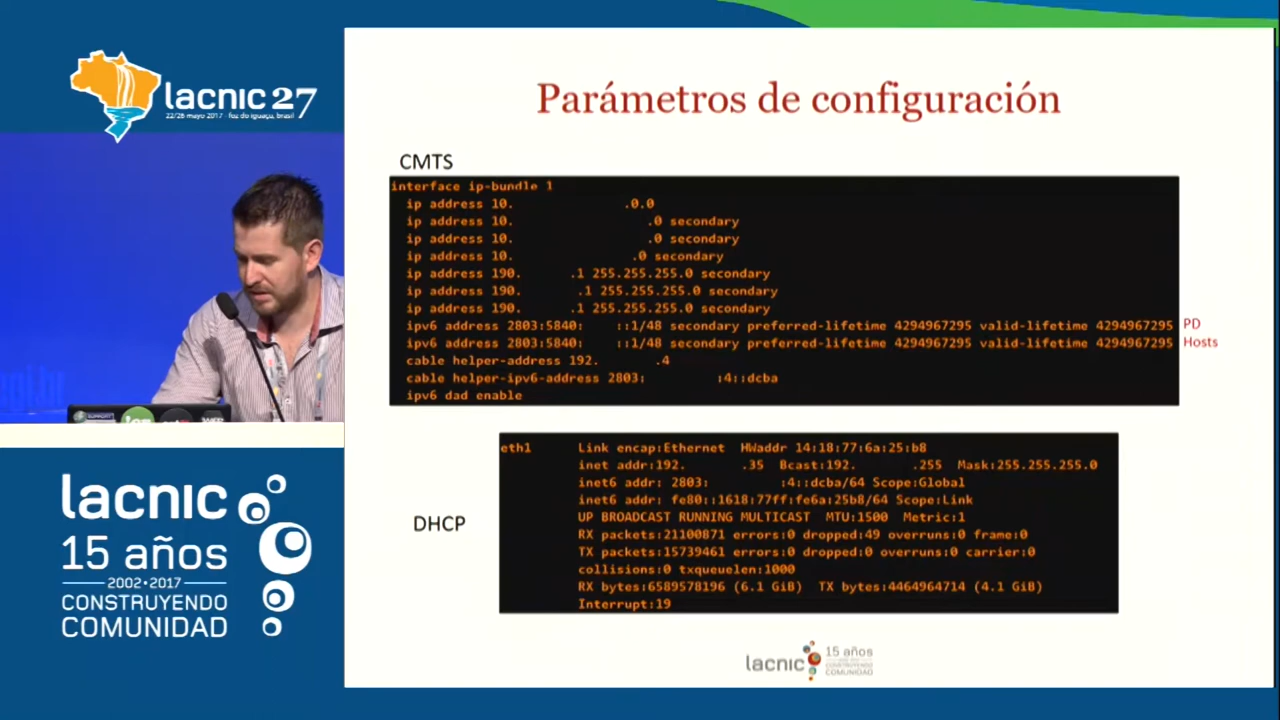 lacnic 27
22/26 mayo 2017 - foz do iguaçu, brasil
lacnic
15 años
2002•2017
CONSTRUYENDO
COMUNIDAD
Parámetros de configuración
CMTS
interface ip-bundle 1
ip address 10. .0.0
ip address 10. .0 secondary
ip address 10. .0 secondary
ip address 10. .0 secondary
ip address 190. .1 255.255.255.0 secondary
ip address 190. .1 255.255.255.0 secondary
ip address 190. .1 255.255.255.0 secondary
ipv6 address 2803:5840: ::1/48 secondary preferred-lifetime 4294967295 valid-lifetime 4294967295 PD
ipv6 address 2803:5840: ::1/48 secondary preferred-lifetime 4294967295 valid-lifetime 4294967295 Hosts
cable helper-address 192. .4
cable helper-ipv6-address 2803: :4::dcba
ipv6 dad enable
DHCP
eth1 Link encap:Ethernet HWaddr 14:18:77:6a:25:b8
inet addr:192. .35 Bcast:192. .255 Mask:255.255.255.0
inet6 addr: 2803: :4::dcba/64 Scope:Global
inet6 addr: fe80::1618:77ff:fe6a:25b8/64 Scope:Link
UP BROADCAST RUNNING MULTICAST MTU:1500 Metric:1
RX packets:21100871 errors:0 dropped:49 overruns:0 frame:0
TX packets:15739461 errors:0 dropped:0 overruns:0 carrier:0
collisions:0 txqueuelen:1000
RX bytes:6589578196 (6.1 GiB) TX bytes:4464964714 (4.1 GiB)
Interrupt:19
lacnic
15 años
CONSTRUYENDO
COMUNIDAD